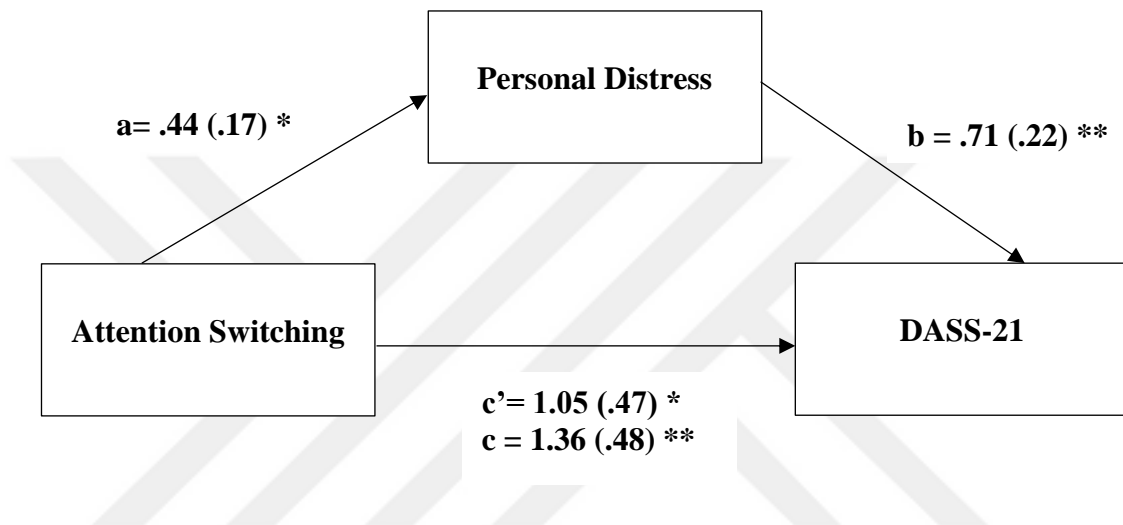 Personal Distress
a= .44 (.17) *
b = .71 (.22) **
Attention Switching
DASS-21
c’= 1.05 (.47) *
c = 1.36 (.48) **